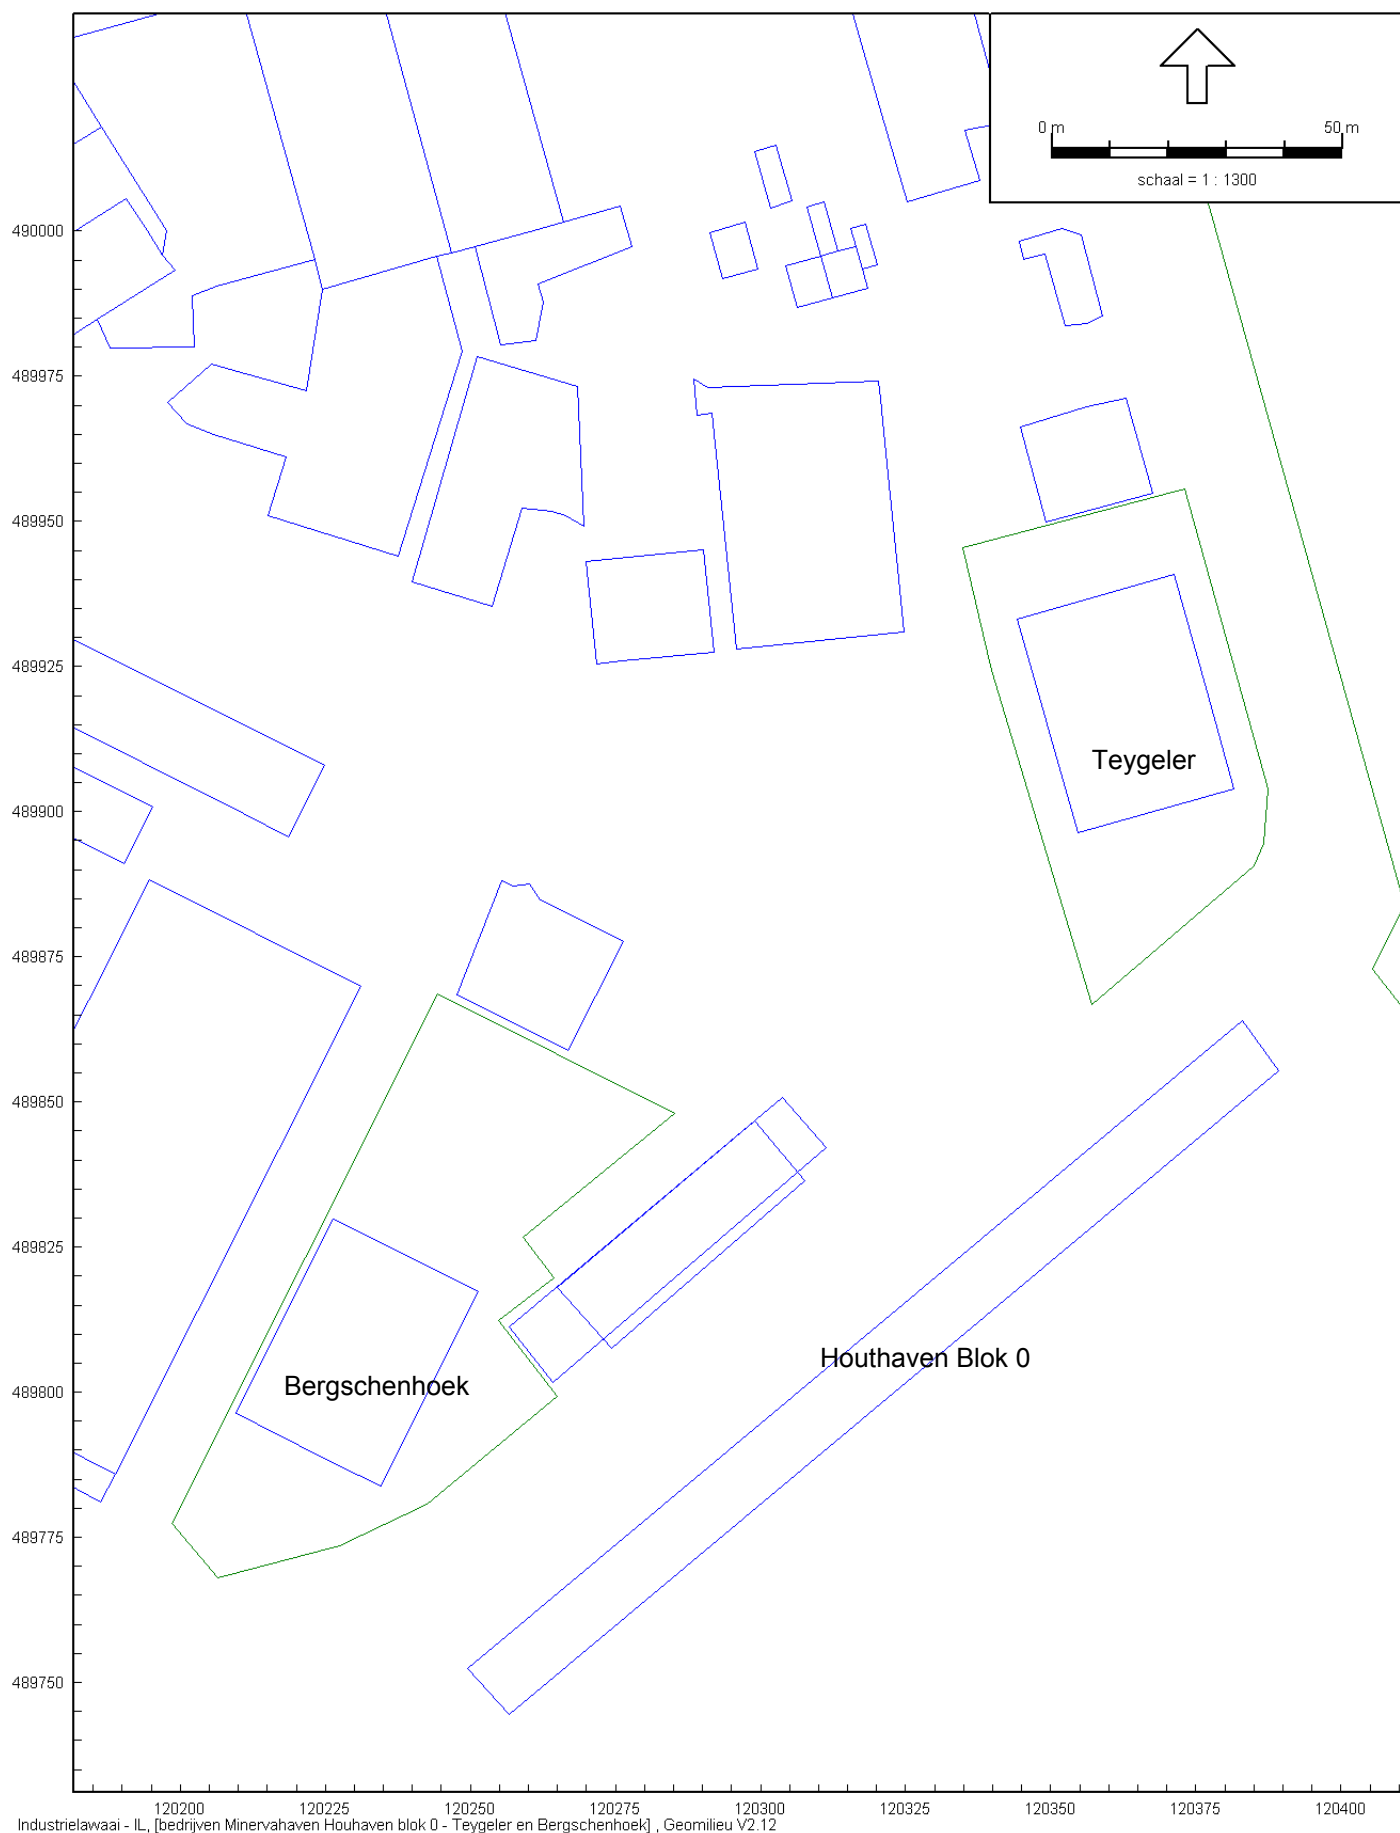 0 m 50 m
schaal = 1 : 1300
490000
489975
489950
489925
Teygeler
489900
489875
489850
489825
Houthaven Blok 0
Bergschenhoek
489800
489775
489750
120200 120225 120250 120275 120300 120325 120350 120375 120400
Industrielawaai - IL, [bedrijven Minervahaven Houhaven blok 0 - Teygeler en Bergschenhoek] , Geomilieu V2.12